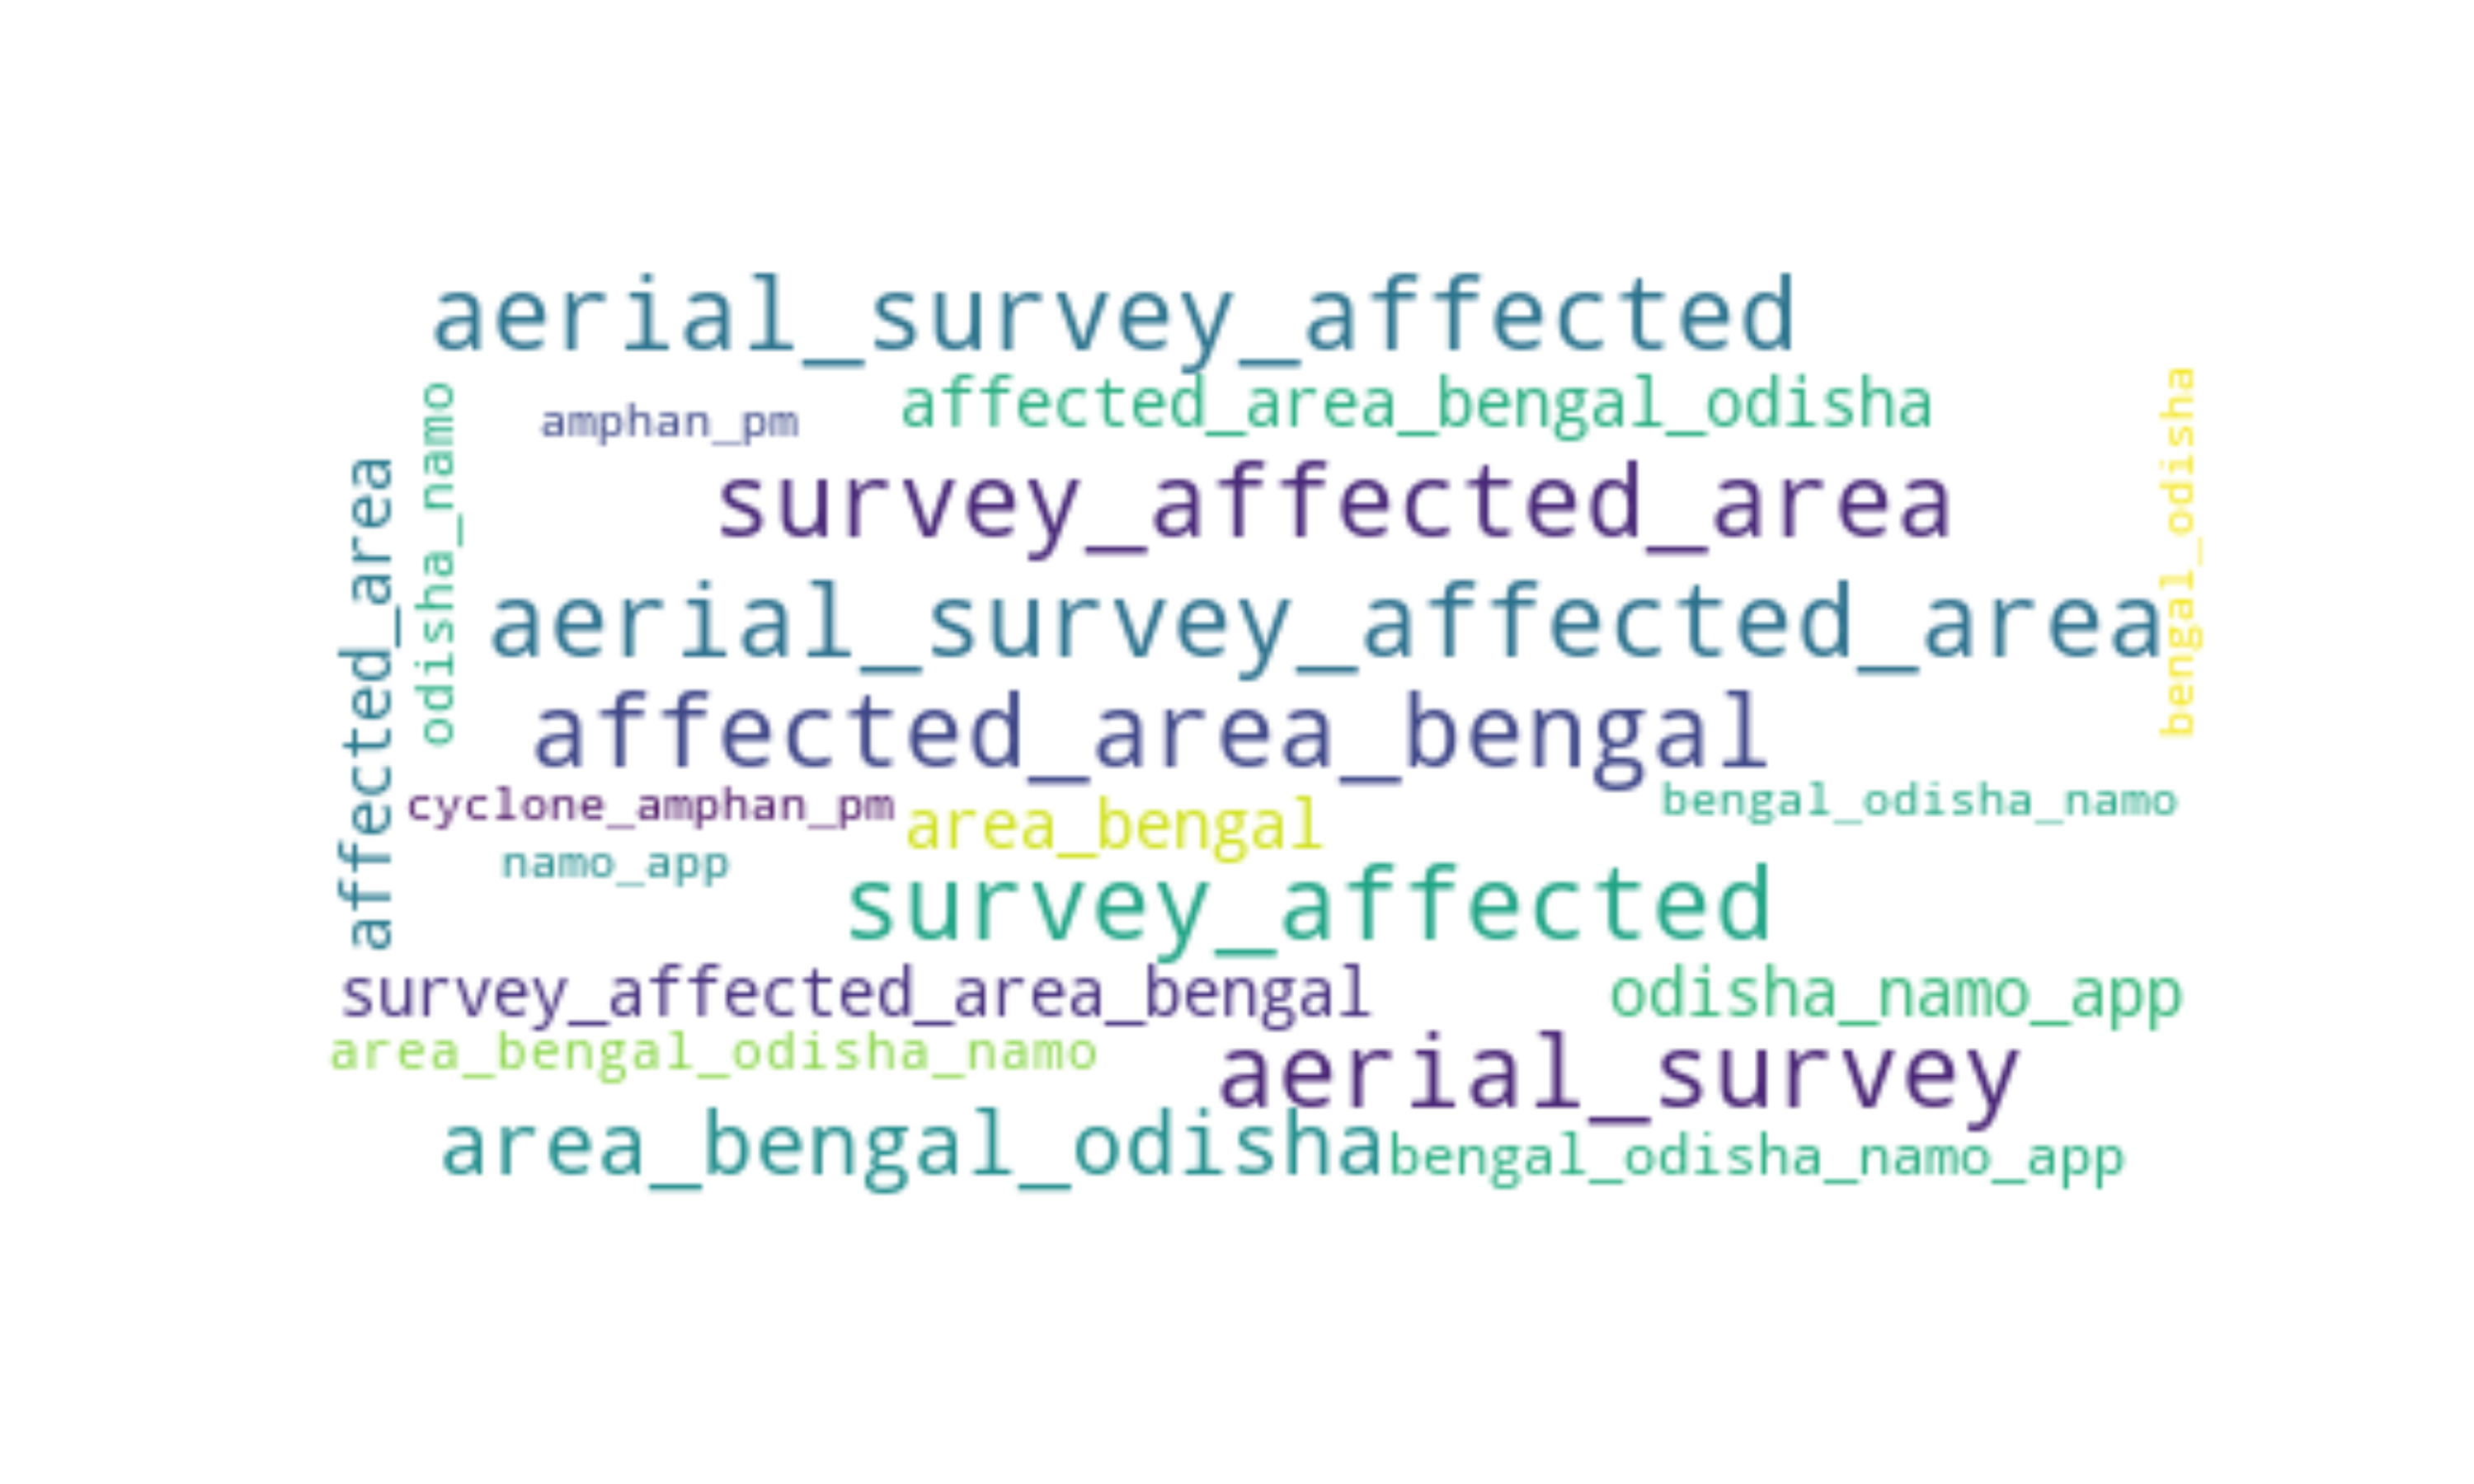 aerial_survey_affected
amphan_pm
affected_area_bengal_odisha
odisha_namo
bengal_odisha
affected_area
survey_affected_area
aerial_survey_affected_area
affected_area_bengal
cyclone_amphan_pm
area_bengal
bengal_odisha_namo
namo_app
survey_affected
survey_affected_area_bengal
odisha_namo_app
area_bengal_odisha_namo
aerial_survey
area_bengal_odisha
bengal_odisha_namo_app